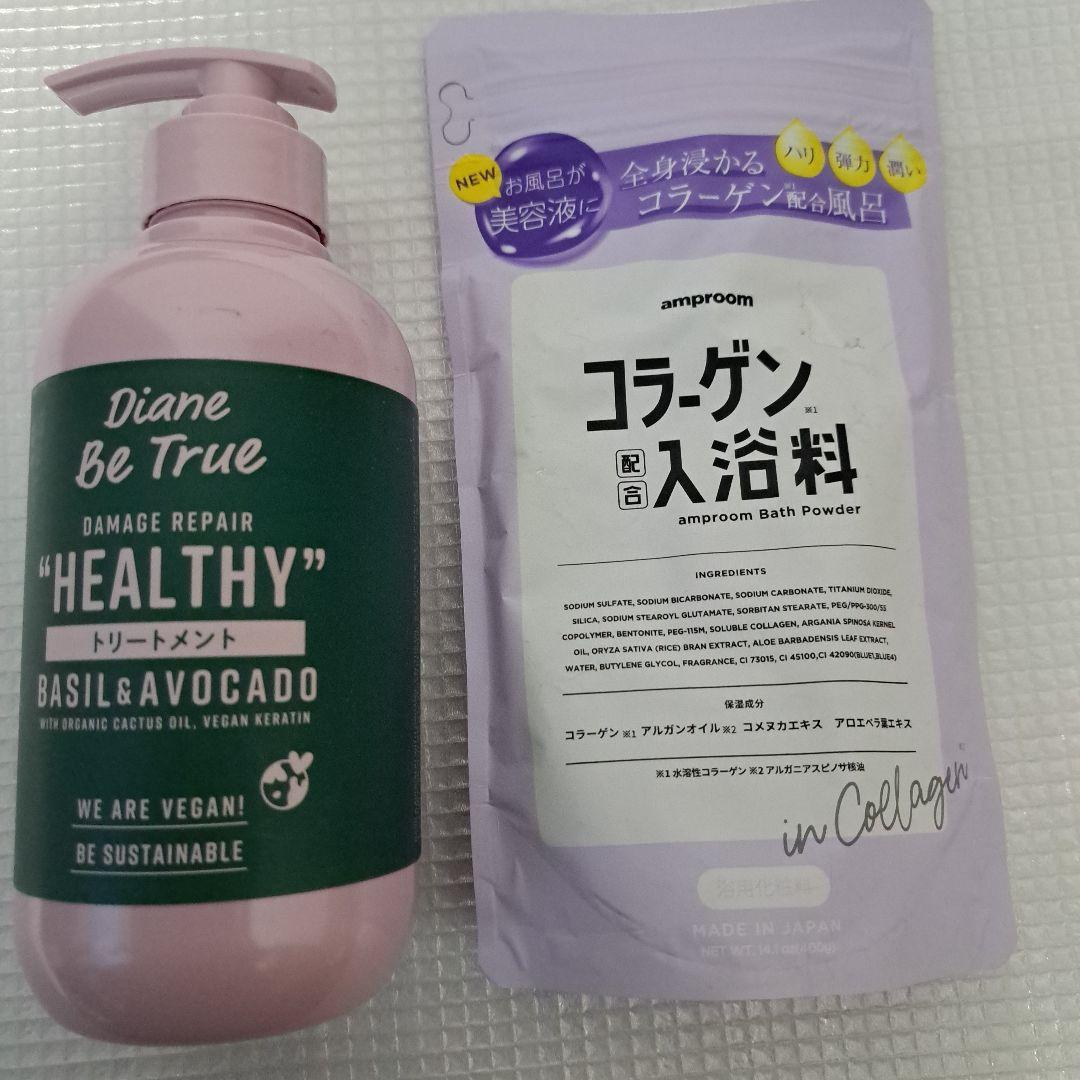 Diane
Be True
DAMAGE REPAIR
“HEALTHY”
トリートメント
BASIL&AVOCADO
WITH ORGANIC CACTUS OIL, VEGAN KERATIN
WE ARE VEGAN!
BE SUSTAINABLE
NEW
お風呂が
美容液に
全身浸かる
コラーゲン※1配合風呂
ハリ
弾力
潤い
amproom
コラーゲン※1
配合
入浴料
amproom Bath Powder
INGREDIENTS
SODIUM SULFATE, SODIUM BICARBONATE, SODIUM CARBONATE, TITANIUM DIOXIDE,
SILICA, SODIUM STEAROYL GLUTAMATE, SORBITAN STEARATE, PEG/PPG-300/55
COPOLYMER, BENTONITE, PEG-115M, SOLUBLE COLLAGEN, ARGANIA SPINOSA KERNEL
OIL, ORYZA SATIVA (RICE) BRAN EXTRACT, ALOE BARBADENSIS LEAF EXTRACT,
WATER, BUTYLENE GLYCOL, FRAGRANCE, CI 73015, CI 45100,CI 42090(BLUE1,BLUE4)
保湿成分
コラーゲン※1 アルガンオイル※2 コメヌカエキス アロエベラ葉エキス
※1水溶性コラーゲン ※2アルガニアスピノサ核油
in Collagen
浴用化粧料
MADE IN JAPAN
NET WT. 14.1 oz(400g)